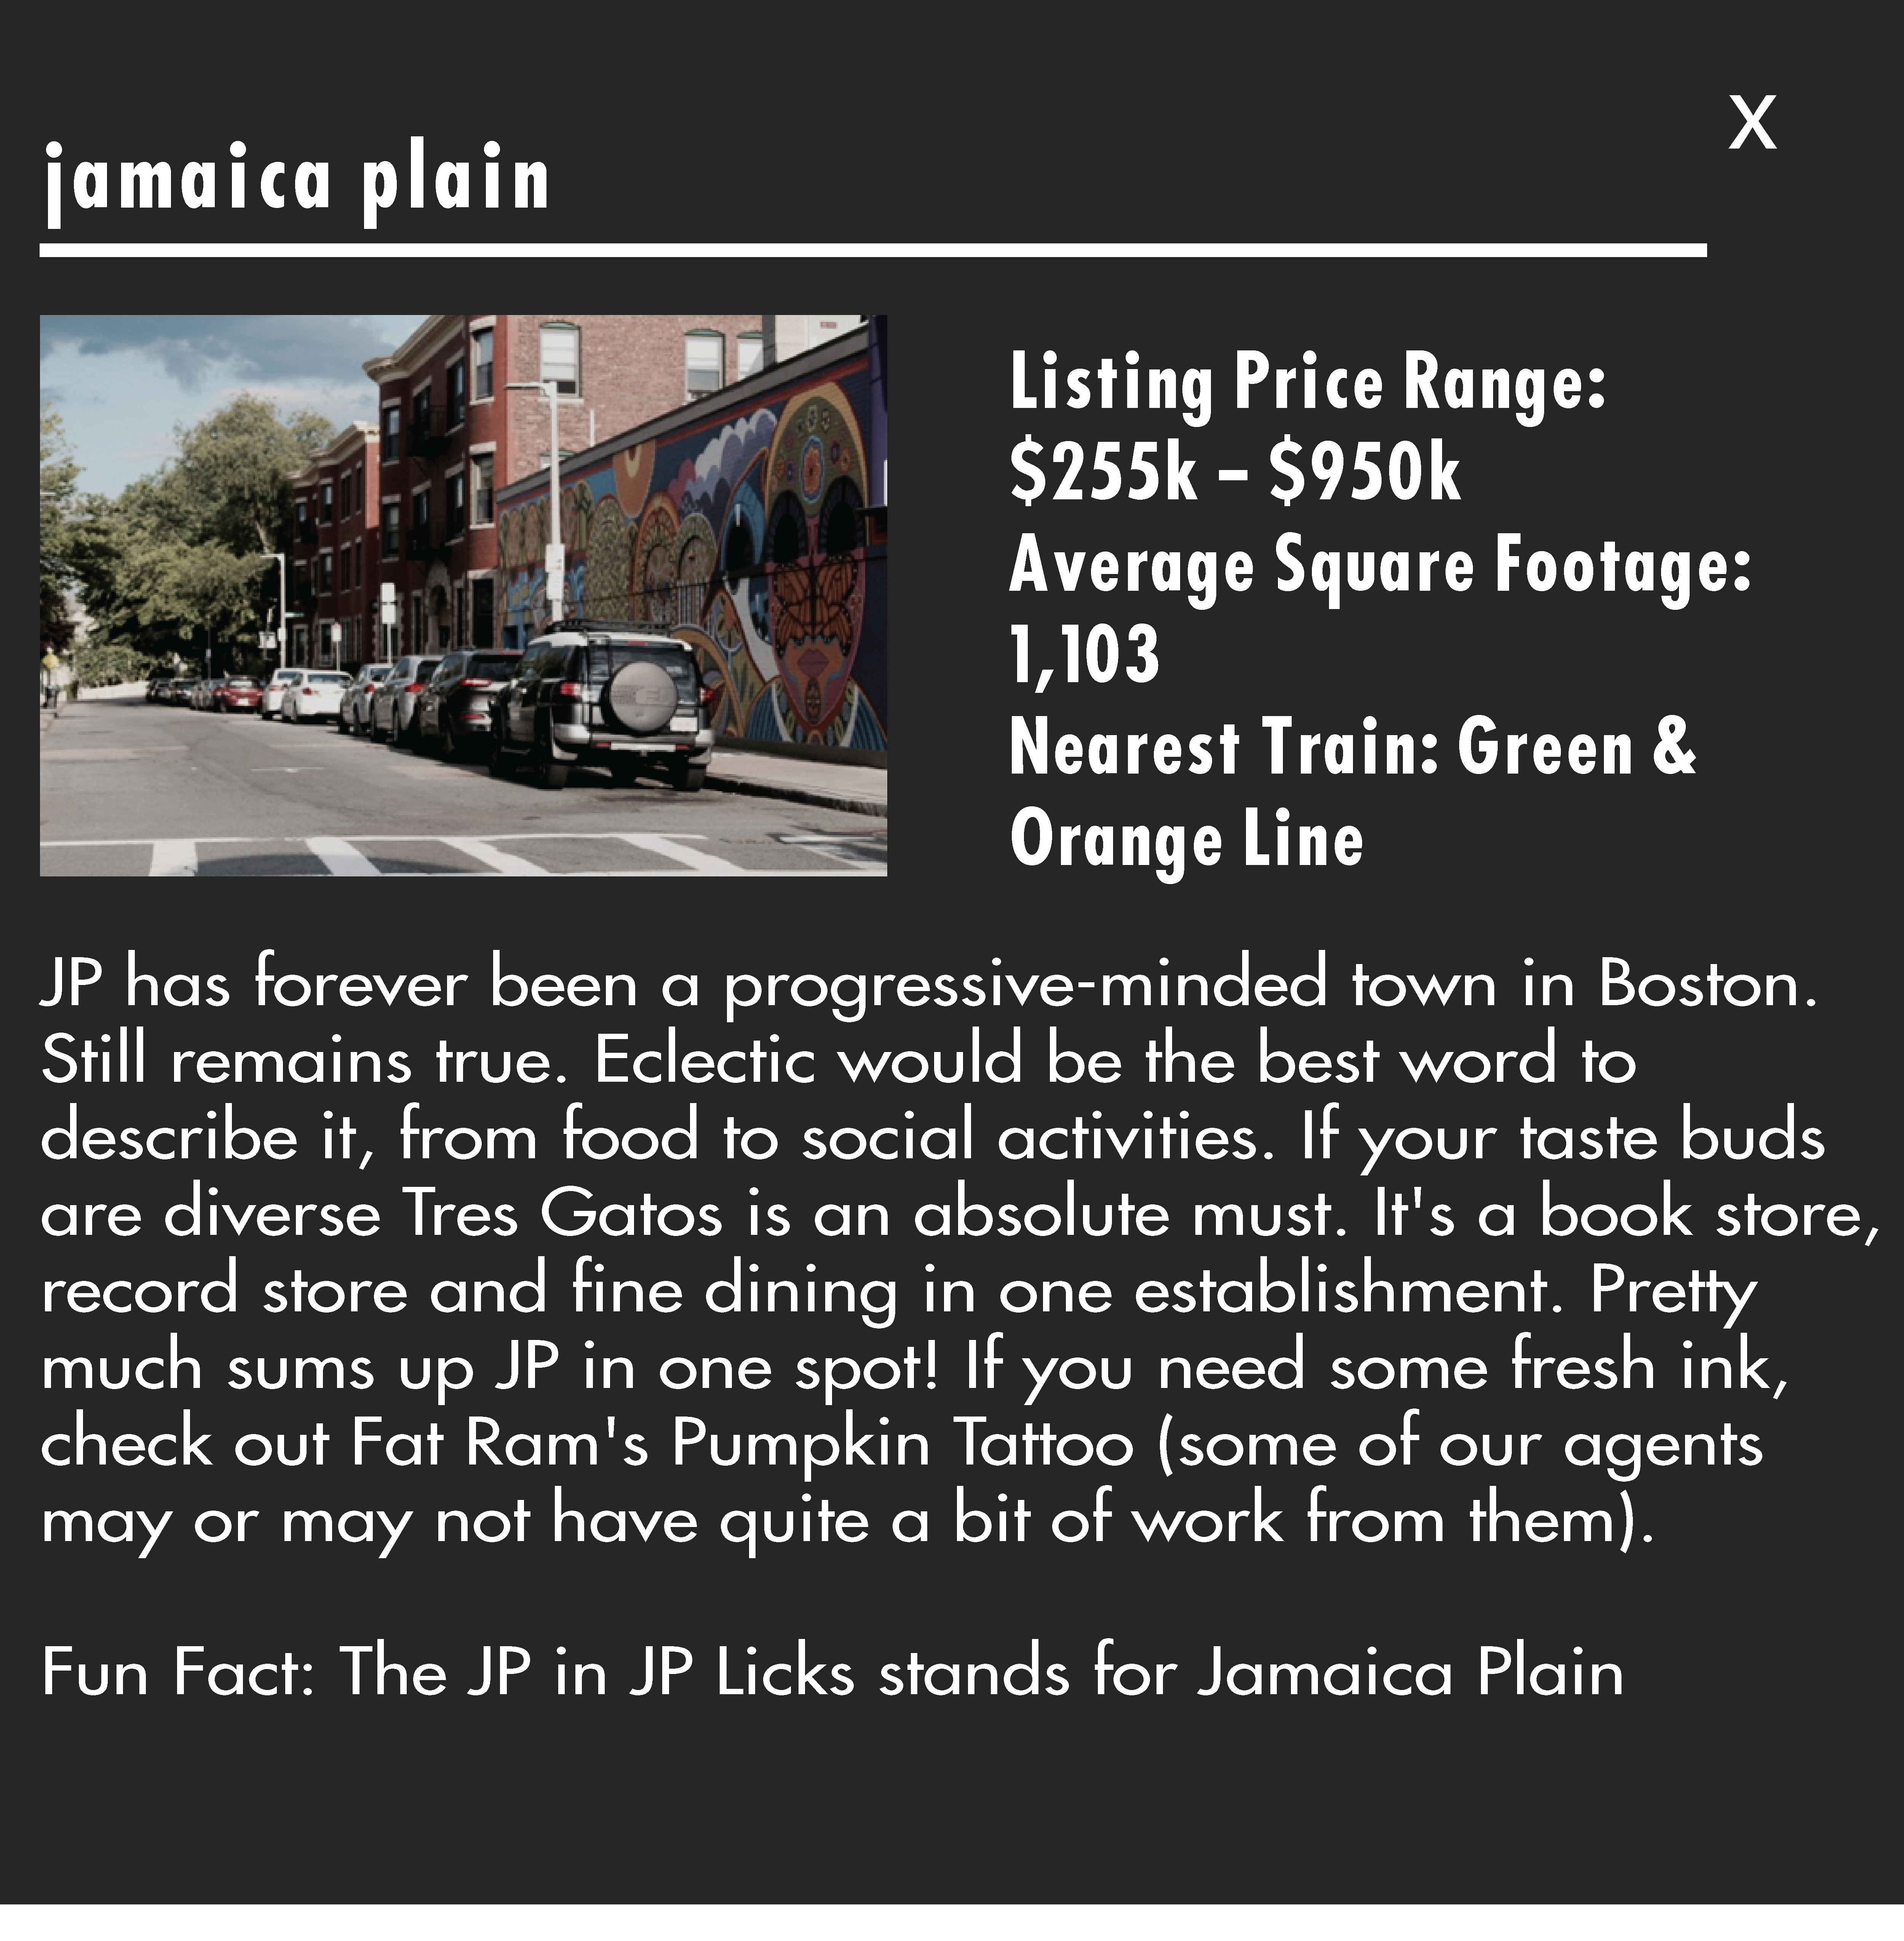 X
jamaica plain
Listing Price Range:
$255k – $950k
Average Square Footage:
1,103
Nearest Train: Green &
Orange Line
JP has forever been a progressive-minded town in Boston.
Still remains true. Eclectic would be the best word to
describe it, from food to social activities. If your taste buds
are diverse Tres Gatos is an absolute must. It's a book store,
record store and fine dining in one establishment. Pretty
much sums up JP in one spot! If you need some fresh ink,
check out Fat Ram's Pumpkin Tattoo (some of our agents
may or may not have quite a bit of work from them).
Fun Fact: The JP in JP Licks stands for Jamaica Plain